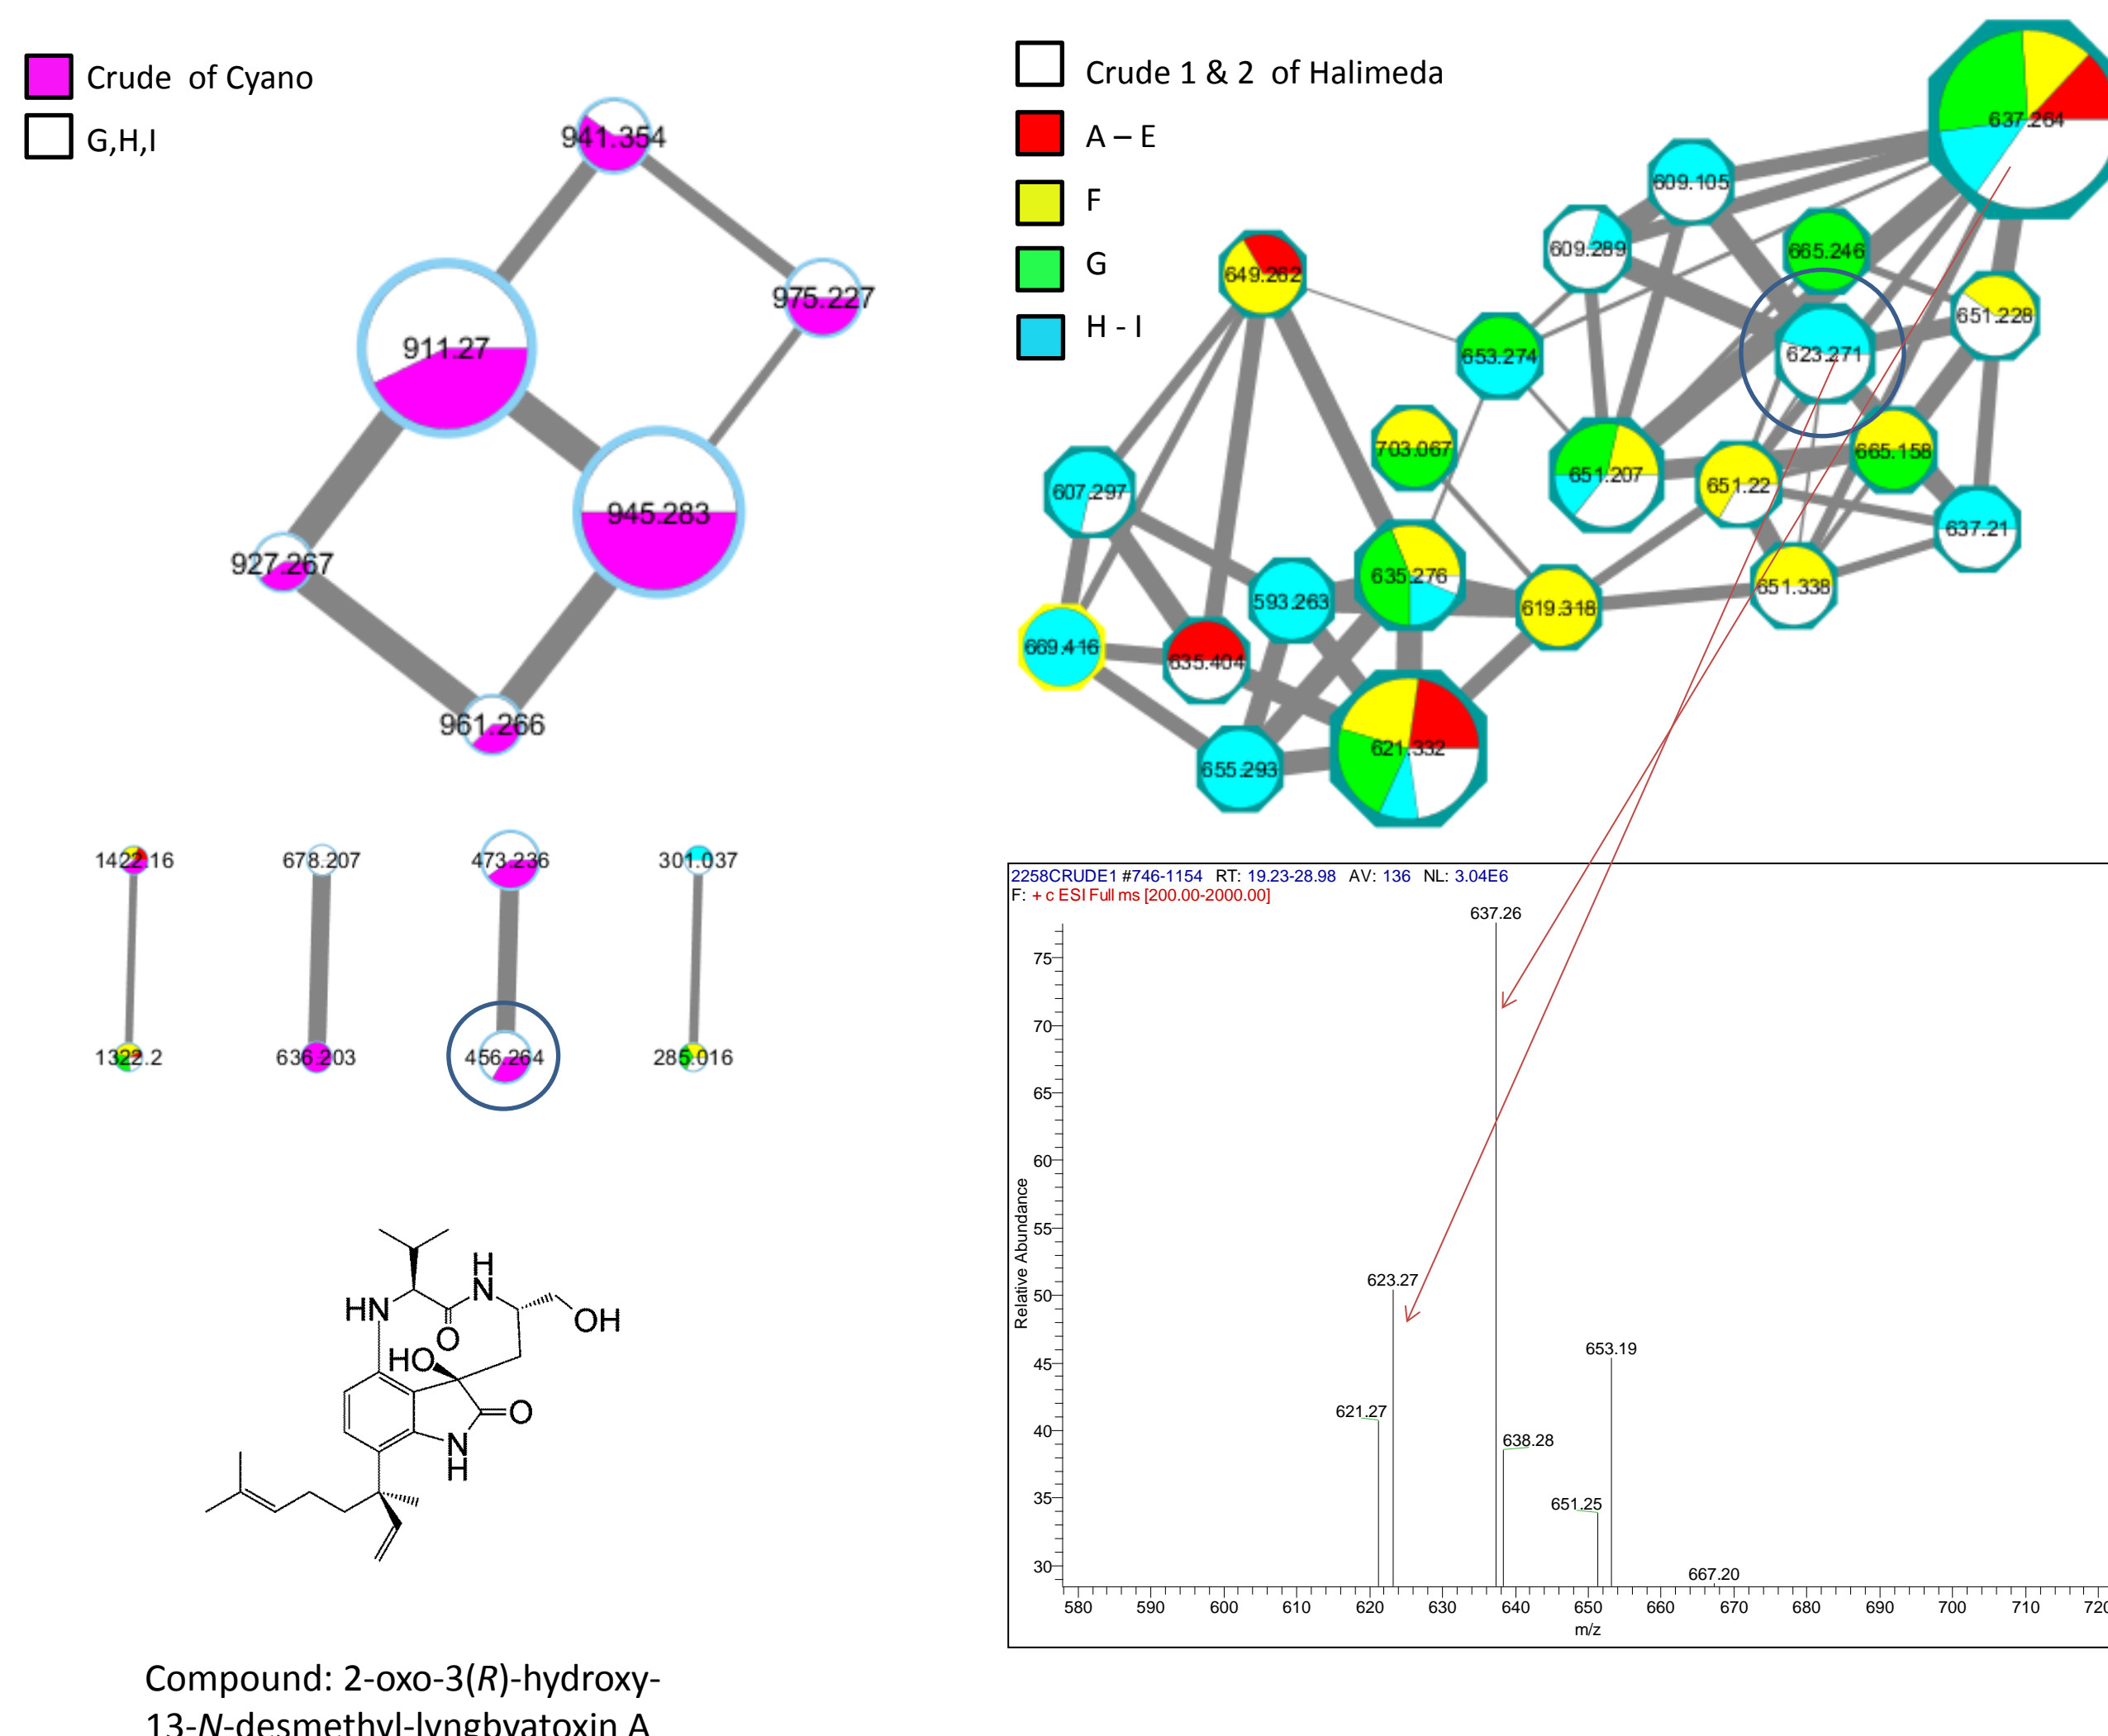 Crude of Cyano
G,H,I
941.354
975.227
911.27
945.283
927.267
961.266
1422.16
678.207
473.236
301.037
1322.2
636.203
456.264
285.016
HN
H
N
O
OH
HO
O
N
H
Compound: 2-oxo-3(R)-hydroxy-
13-N-desmethyl-lyngbyatoxin A
Crude 1 & 2 of Halimeda
A – E
F
G
H - I
637.264
609.105
609.289
665.246
649.282
651.228
653.274
623.271
703.067
665.158
651.207
651.22
607.297
637.21
635.276
593.263
619.318
651.338
669.416
635.404
621.332
655.293
2258CRUDE1 #746-1154 RT: 19.23-28.98 AV: 136 NL: 3.04E6
F: + c ESI Full ms [200.00-2000.00]
637.26
75
70
65
60
55
50
45
40
35
30
Relative Abundance
623.27
653.19
621.27
638.28
651.25
667.20
580 590 600 610 620 630 640 650 660 670 680 690 700 710 720
m/z